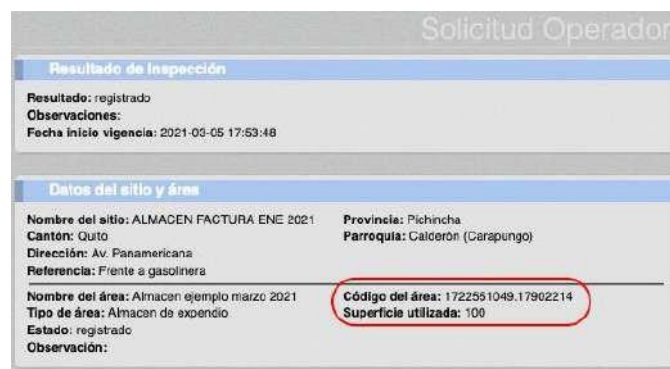 Solicitud Operador
Resultado de Inspección
Resultado: registrado
Observaciones:
Fecha inicio vigencia: 2021-03-05 17:53:48
Datos del sitio y área
Nombre del sitio: ALMACEN FACTURA ENE 2021 Provincia: Pichincha
Cantón: Quito Parroquia: Calderón (Carapungo)
Dirección: Av. Panamericana
Referencia: Frente a gasolinera
Nombre del área: Almacen ejemplo marzo 2021 Código del área: 1722551049.17902214
Tipo de área: Almacen de expendio Superficie utilizada: 100
Estado: registrado
Observación: